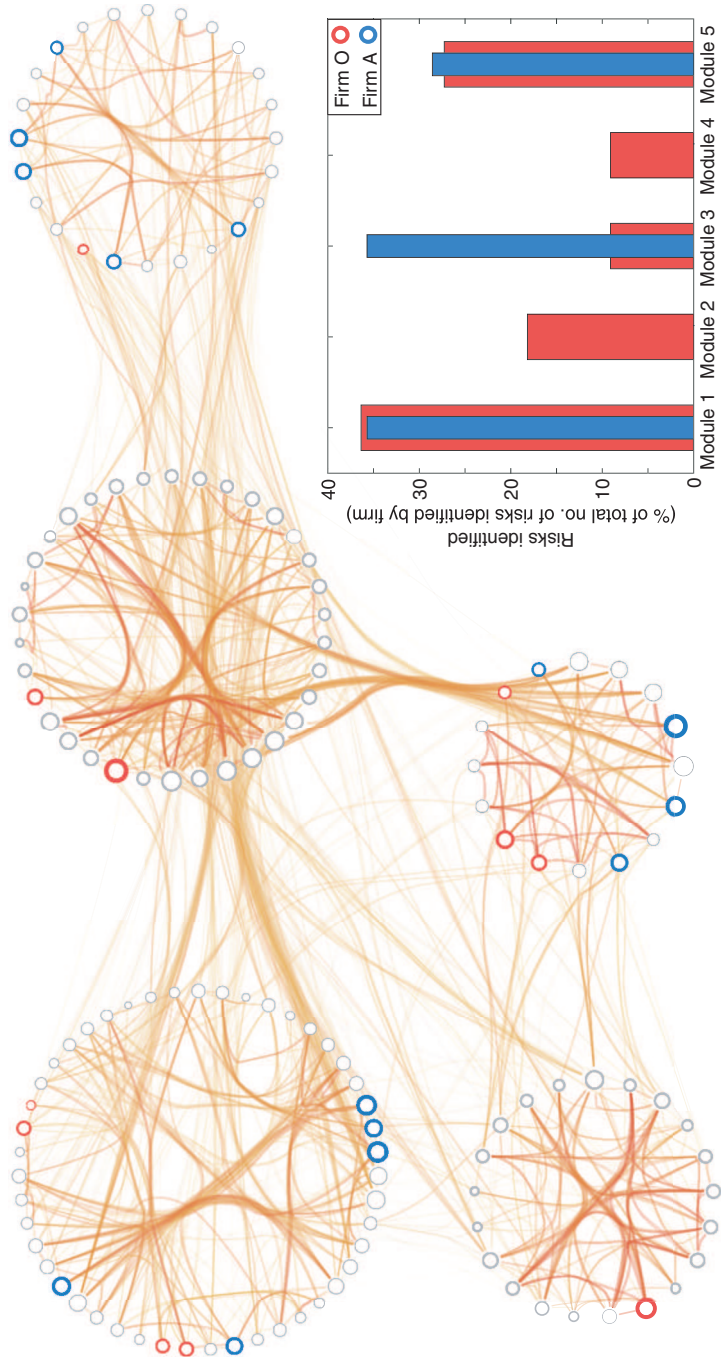 Firm O
Firm A
40
30
20
10
0
Risks identified
(% of total no. of risks identified by firm)
Module 1
Module 2
Module 3
Module 4
Module 5